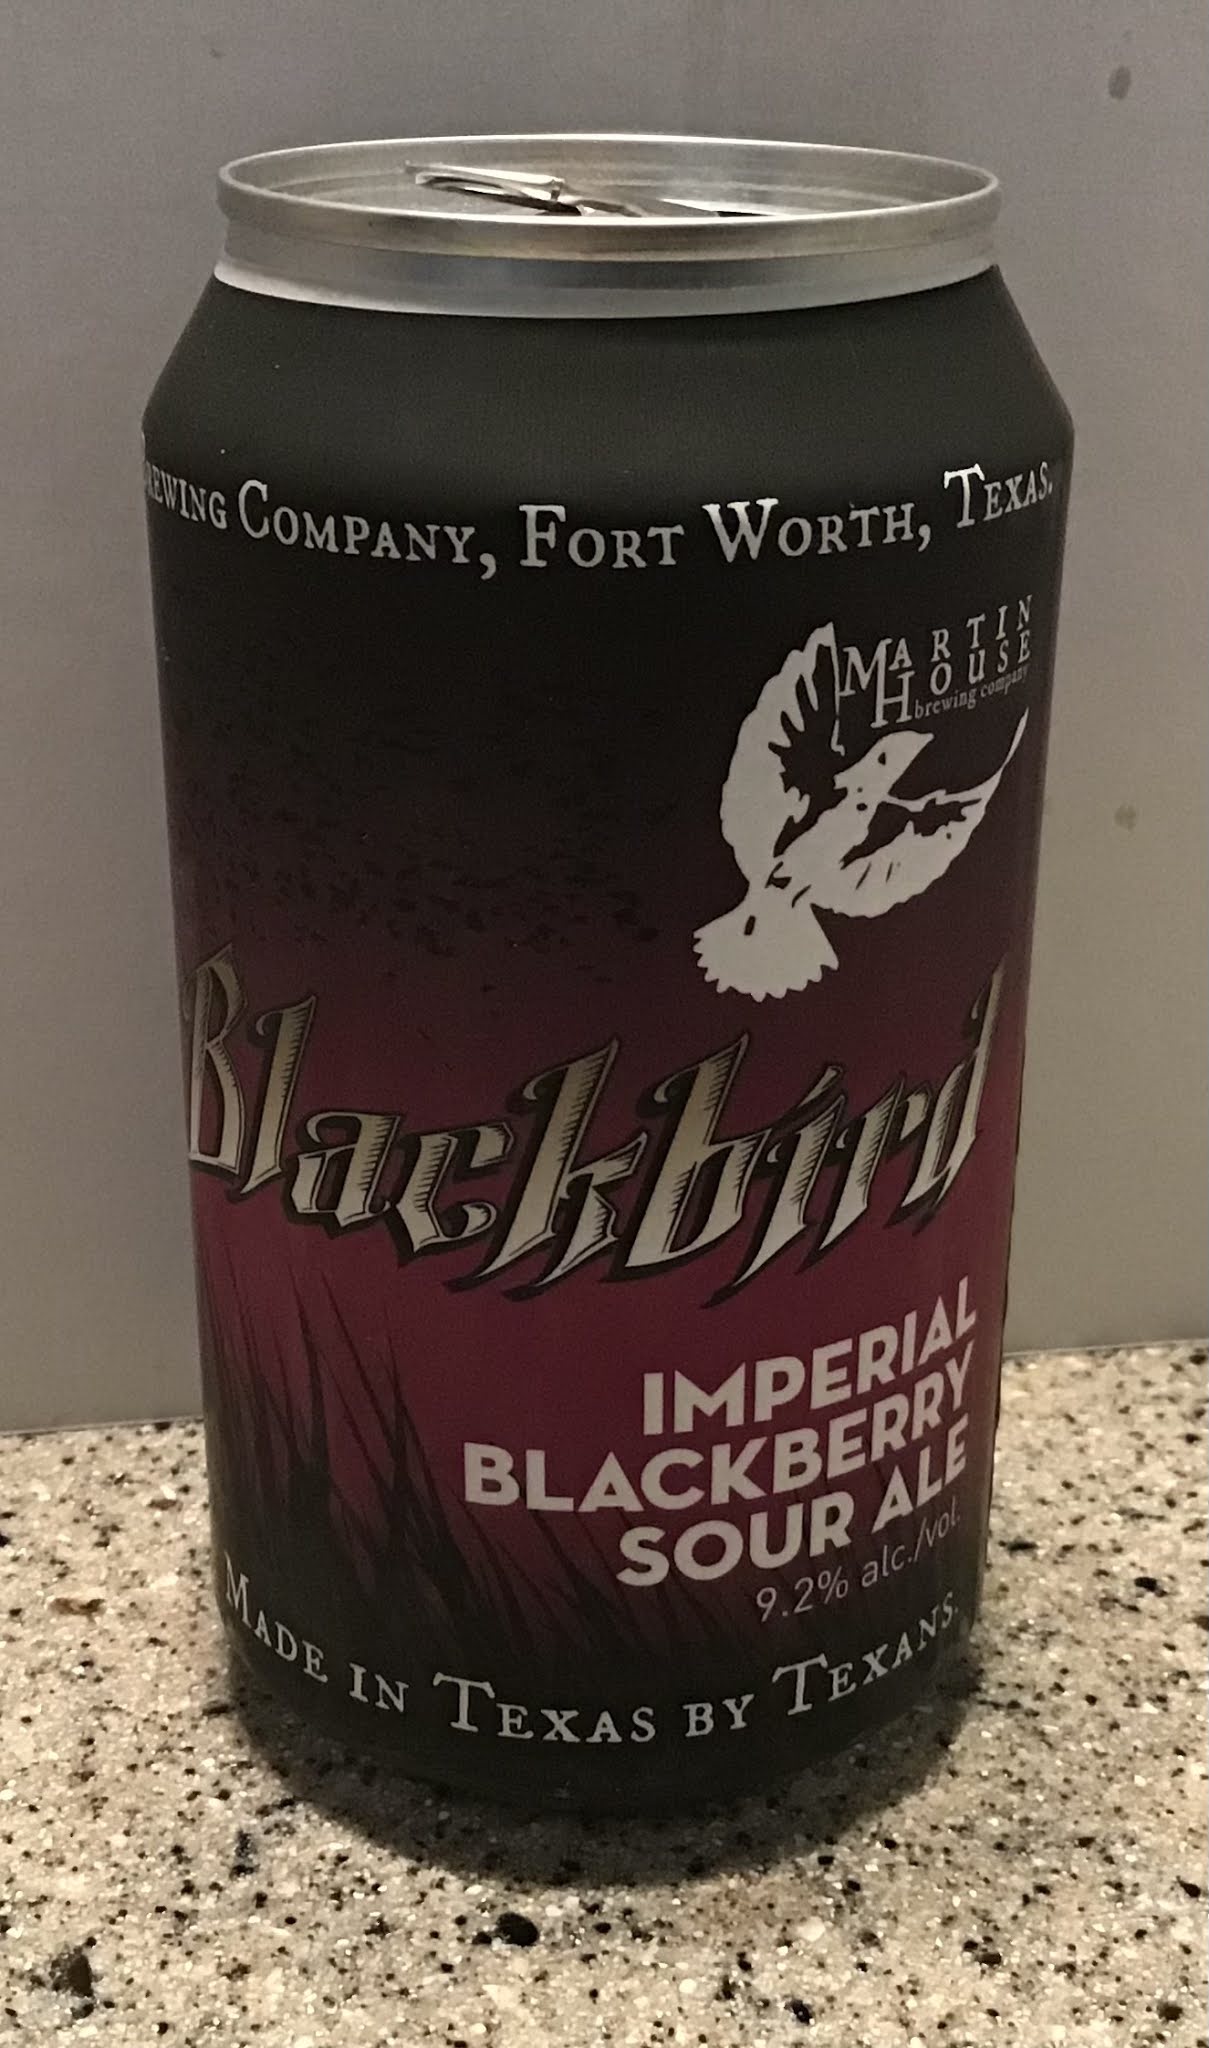 Brewing Company, Fort Worth, Texas.
Martin
House
brewing company
Blackbird
IMPERIAL
BLACKBERRY
SOUR ALE
9.2% alc./vol.
Made in Texas by Texans.